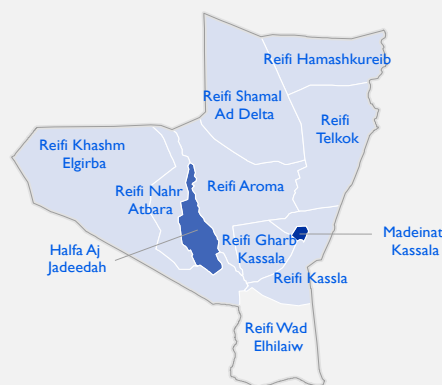 Reifi Hamashkureib
Reifi Shamal
Ad Delta
Reifi
Telkok
Reifi Khashm
Elgirba
Reifi Nahr
Atbara
Reifi Aroma
Halfa Aj
Jadeedah
Reifi Gharb
Kassala
Madeinat
Kassala
Reifi Kassla
Reifi Wad
Elhilaiw